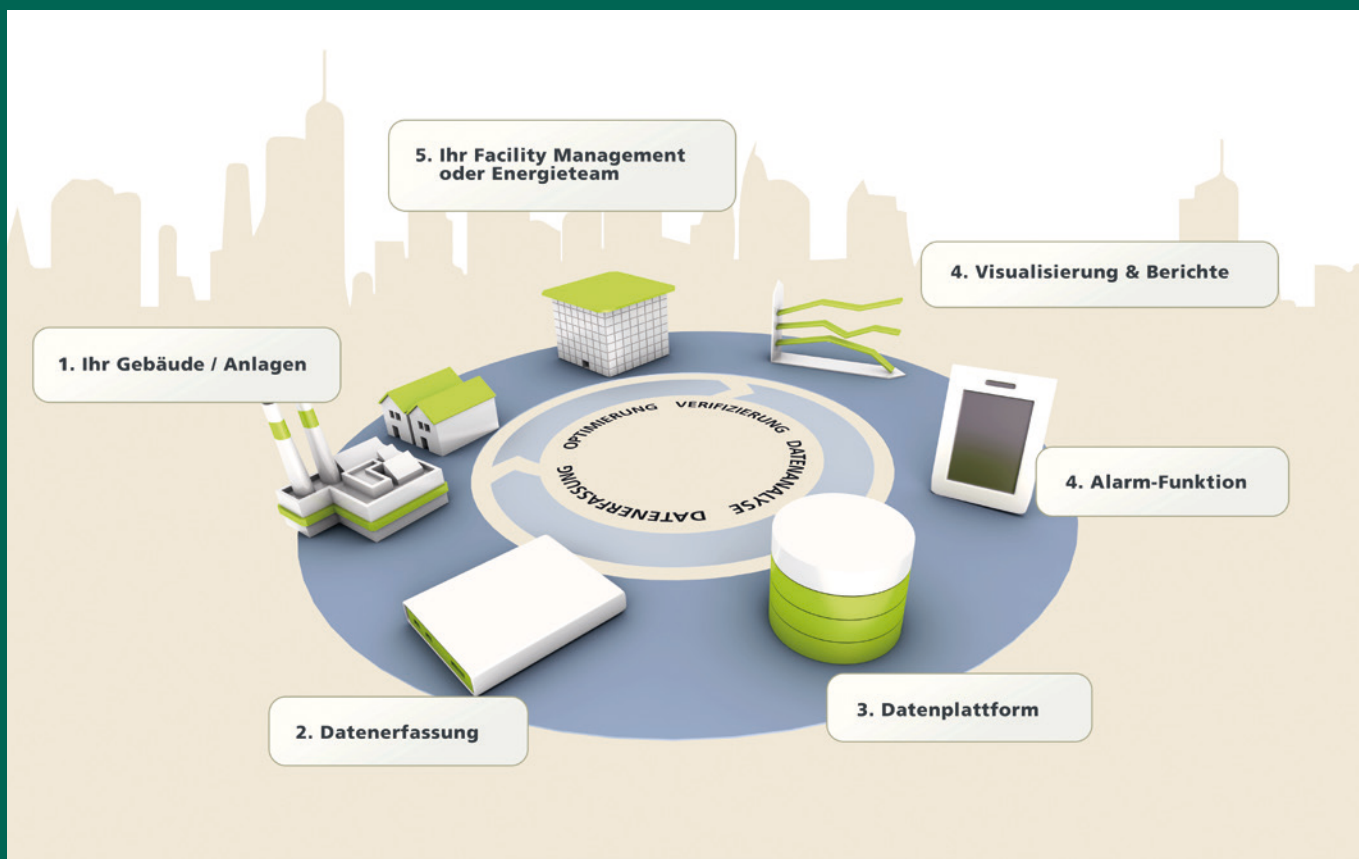 5. Ihr Facility Management
oder Energieteam
4. Visualisierung & Berichte
1. Ihr Gebäude / Anlagen
OPTIMIERUNG VERIFIZIERUNG DATENANALYSE DATENERFASSUNG
4. Alarm-Funktion
3. Datenplattform
2. Datenerfassung